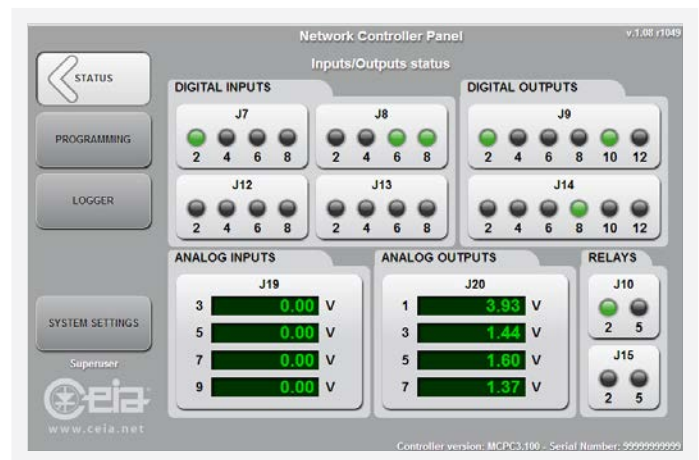 Network Controller Panel
v.1.08 r1049
Inputs/Outputs status
STATUS
PROGRAMMING
LOGGER
SYSTEM SETTINGS
Superuser
Ceia
www.ceia.net
DIGITAL INPUTS
J7
2 4 6 8
J8
2 4 6 8
J12
2 4 6 8
J13
2 4 6 8
DIGITAL OUTPUTS
J9
2 4 6 8 10 12
J14
2 4 6 8 10 12
ANALOG INPUTS
J19
3 0.00 V
5 0.00 V
7 0.00 V
9 0.00 V
ANALOG OUTPUTS
J20
1 3.93 V
3 1.44 V
5 1.60 V
7 1.37 V
RELAYS
J10
2 5
J15
2 5
Controller version: MCPC3.100 - Serial Number: 99999999999